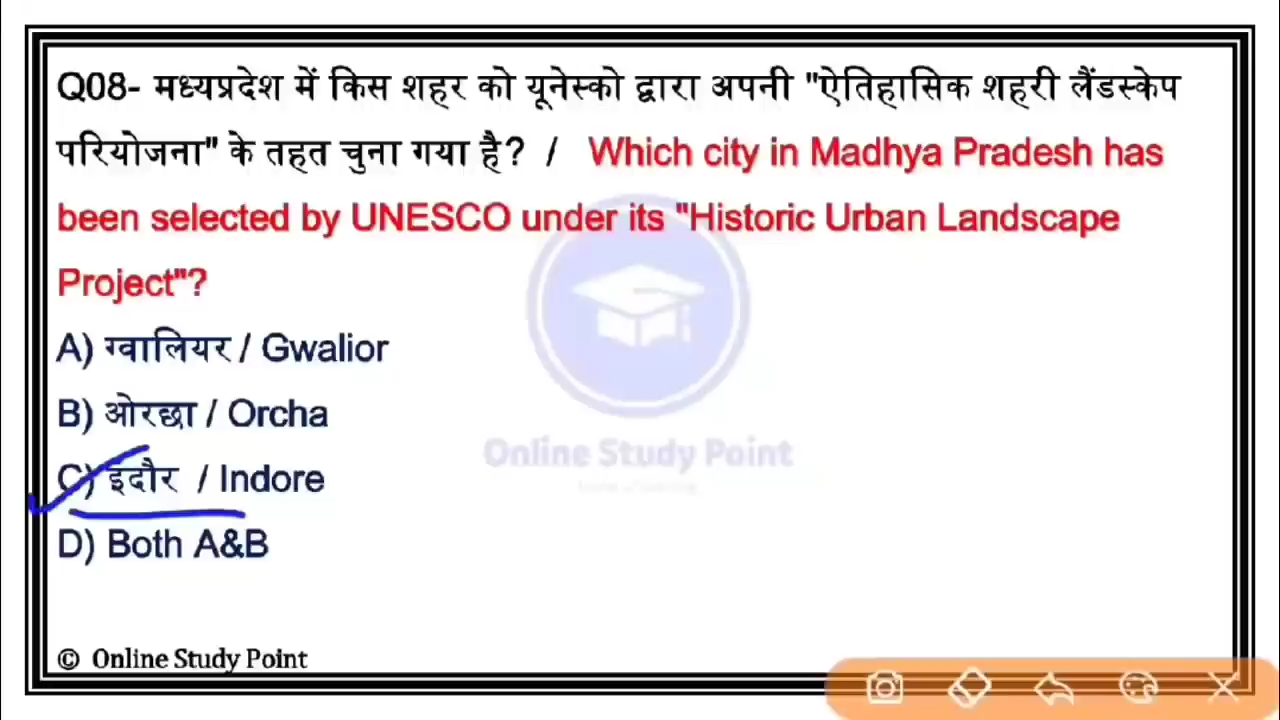 Q08- मध्यप्रदेश में किस शहर को यूनेस्को द्वारा अपनी "ऐतिहासिक शहरी लैंडस्केप
परियोजना" के तहत चुना गया है? / Which city in Madhya Pradesh has
been selected by UNESCO under its "Historic Urban Landscape
Project"?
A) ग्वालियर / Gwalior
B) ओरछा / Orcha
Online Study Point
C) इंदौर / Indore
D) Both A&B
© Online Study Point